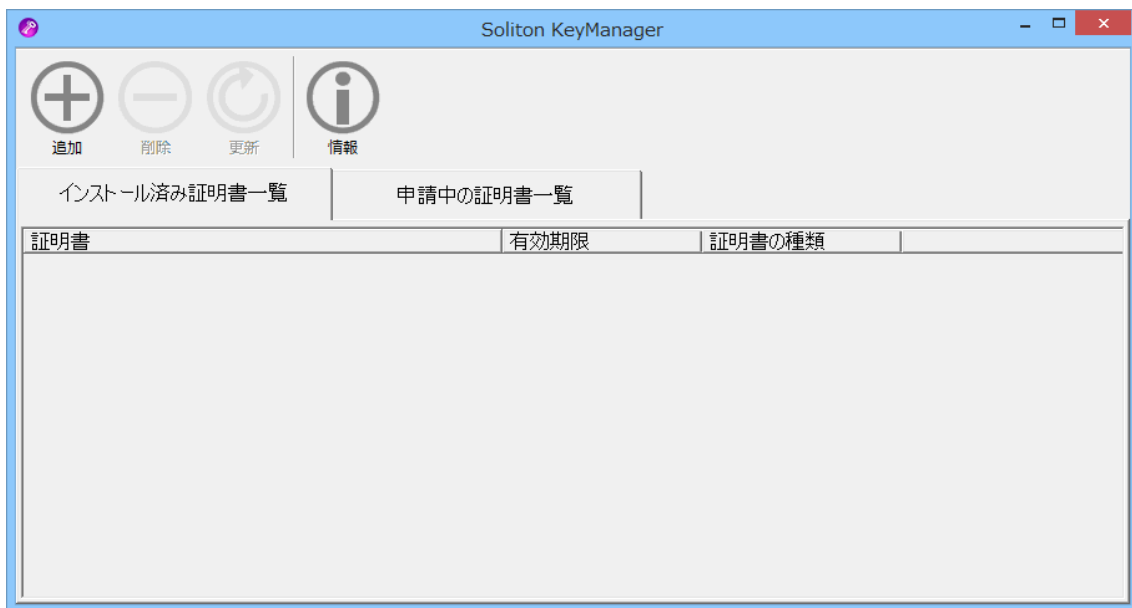 Soliton KeyManager
追加 削除 更新 情報
インストール済み証明書一覧 申請中の証明書一覧
証明書 有効期限 証明書の種類